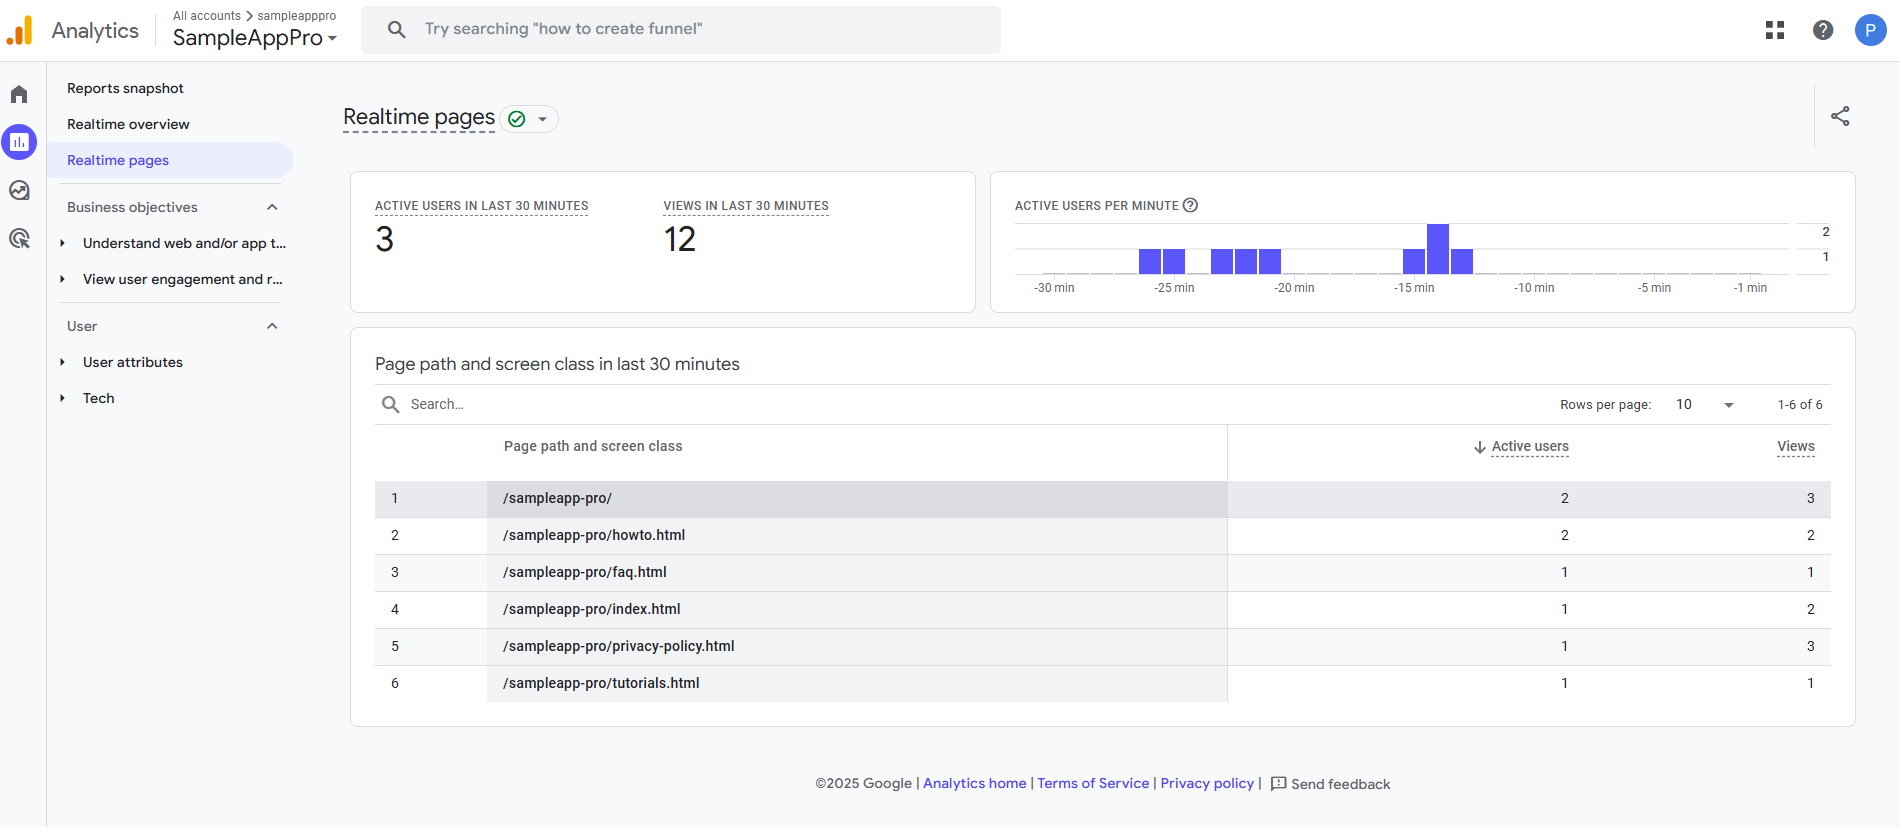 Analytics
All accounts > sampleapppro
SampleAppPro
Try searching "how to create funnel"
P
Reports snapshot
Realtime overview
Realtime pages
Business objectives
Understand web and/or app t...
View user engagement and r...
User
User attributes
Tech
Realtime pages
ACTIVE USERS IN LAST 30 MINUTES
3
VIEWS IN LAST 30 MINUTES
12
ACTIVE USERS PER MINUTE
2
1
-30 min -25 min -20 min -15 min -10 min -5 min -1 min
Page path and screen class in last 30 minutes
Search...
Rows per page: 10 1-6 of 6
Page path and screen class Active users Views
1 /sampleapp-pro/ 2 3
2 /sampleapp-pro/howto.html 2 2
3 /sampleapp-pro/faq.html 1 1
4 /sampleapp-pro/index.html 1 2
5 /sampleapp-pro/privacy-policy.html 1 3
6 /sampleapp-pro/tutorials.html 1 1
©2025 Google | Analytics home | Terms of Service | Privacy policy | Send feedback